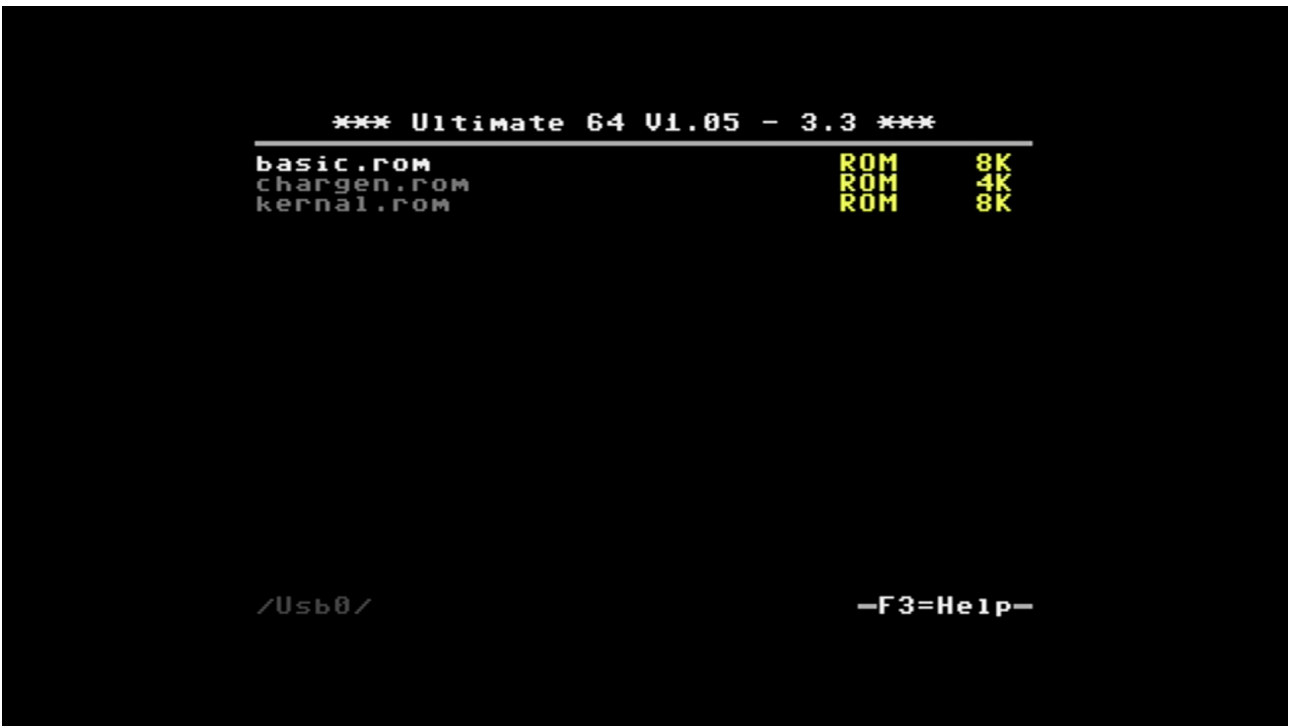 *** Ultimate 64 V1.05 - 3.3 ***
basic.rom ROM 8K
chargen.rom ROM 4K
kernal.rom ROM 8K
/Usb0/ -F3=Help-